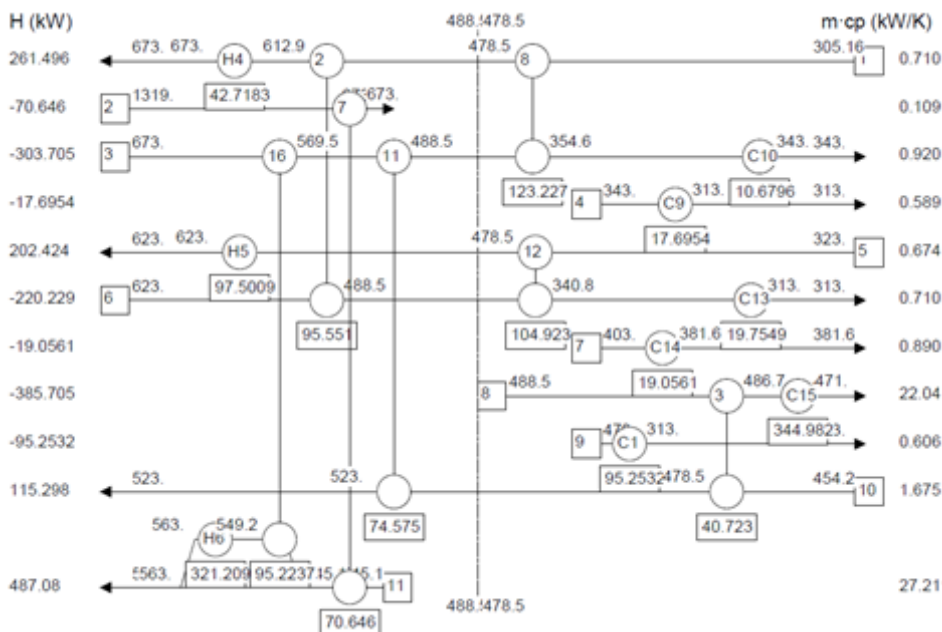 H (kW) 488.5 478.5 m·cp (kW/K)
261.496 673. 673. H4 612.9 2 478.5 8 305.16 0.710
-70.646 2 1319. 42.7183 7 673. 0.109
-303.705 3 673. 16 569.5 11 488.5 354.6 C10 343. 343. 0.920
-17.6954 123.227 4 343. C9 313. 10.6796 313. 0.589
202.424 623. 623. H5 478.5 12 17.6954 323. 5 0.674
-220.229 6 623. 97.5009 488.5 340.8 C13 313. 313. 0.710
-19.0561 95.551 104.923 7 403. C14 381.6 19.7549 381.6 0.890
-385.705 8 488.5 19.0561 3 486.7 C15 471. 22.04
-95.2532 9 C1 313. 344.9823. 0.606
115.298 523. 523. 95.2532 478.5 454.2 10 1.675
74.575 40.723
563. H6 549.2
487.08 563. 321.209 95.2237 11 27.21
70.646 488. 478.5